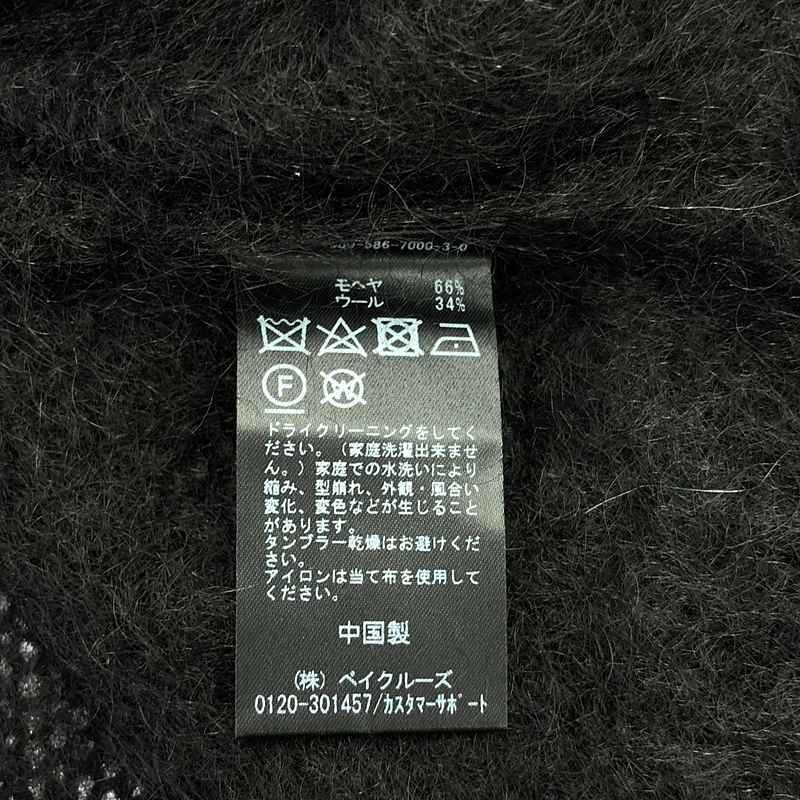 586-7000-3-0
モヘヤ 66%
ウール 34%
F
W
ドライクリーニングをしてく
ださい。(家庭洗濯出来ませ
ん。)家庭での水洗いにより
縮み、型崩れ、外観・風合い
変化、変色などが生じること
があります。
タンブラー乾燥はお避けくだ
さい。
アイロンは当て布を使用して
ください。
中国製
(株) ベイクルーズ
0120-301457/カスタマーサポート